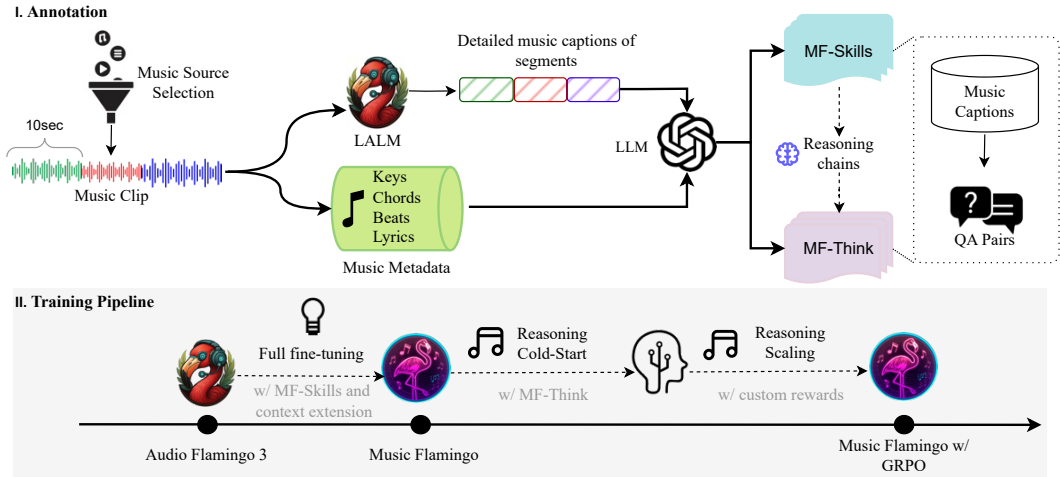 I. Annotation
Music Source
Selection
10sec
Music Clip
LALM
Detailed music captions of
segments
Keys
Chords
Beats
Lyrics
Music Metadata
LLM
MF-Skills
Reasoning
chains
MF-Think
Music
Captions
?
QA Pairs
II. Training Pipeline
Full fine-tuning
w/ MF-Skills and
context extension
Reasoning
Cold-Start
w/ MF-Think
Reasoning
Scaling
w/ custom rewards
Audio Flamingo 3
Music Flamingo
Music Flamingo w/
GRPO